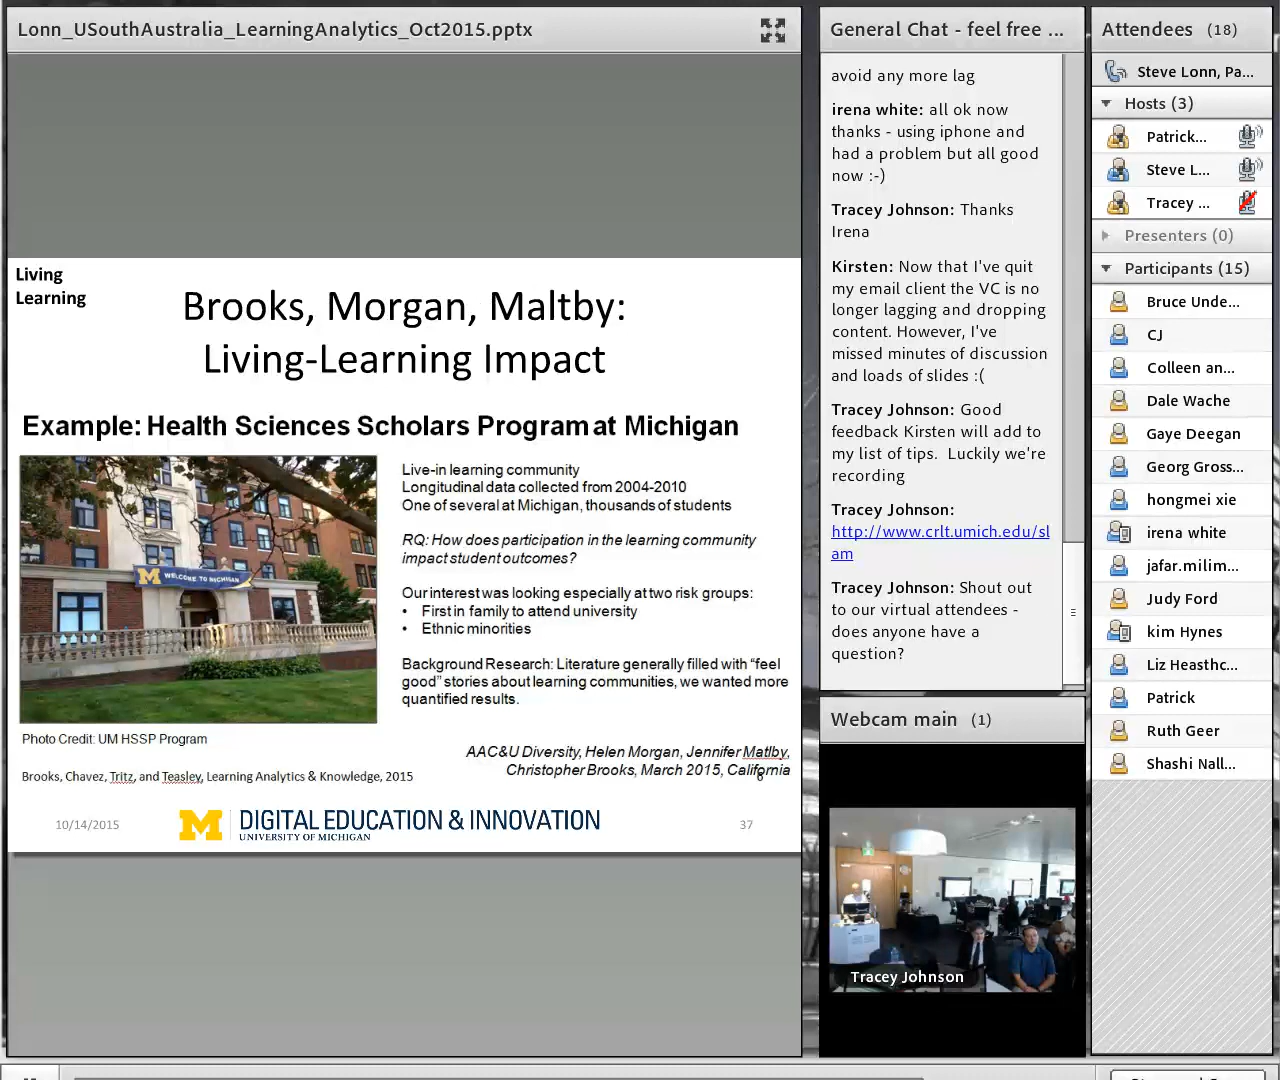 Lonn_USouthAustralia_LearningAnalytics_Oct2015.pptx
Living
Learning
Brooks, Morgan, Maltby:
Living-Learning Impact
Example: Health Sciences Scholars Program at Michigan
M WELCOME TO MICHIGAN
Live-in learning community
Longitudinal data collected from 2004-2010
One of several at Michigan, thousands of students
RQ: How does participation in the learning community
impact student outcomes?
Our interest was looking especially at two risk groups:
• First in family to attend university
• Ethnic minorities
Background Research: Literature generally filled with “feel
good” stories about learning communities, we wanted more
quantified results.
Photo Credit: UM HSSP Program
AAC&U Diversity, Helen Morgan, Jennifer Matlby,
Christopher Brooks, March 2015, California
Brooks, Chavez, Tritz, and Teasley, Learning Analytics & Knowledge, 2015
10/14/2015
M DIGITAL EDUCATION & INNOVATION
UNIVERSITY OF MICHIGAN
37
General Chat - feel free ...
avoid any more lag
irena white: all ok now
thanks - using iphone and
had a problem but all good
now :-)
Tracey Johnson: Thanks
Irena
Kirsten: Now that I've quit
my email client the VC is no
longer lagging and dropping
content. However, I've
missed minutes of discussion
and loads of slides :(
Tracey Johnson: Good
feedback Kirsten will add to
my list of tips. Luckily we're
recording
Tracey Johnson:
http://www.crlt.umich.edu/sl
am
Tracey Johnson: Shout out
to our virtual attendees -
does anyone have a
question?
Webcam main (1)
Tracey Johnson
Attendees (18)
Steve Lonn, Pa...
Hosts (3)
Patrick...
Steve L...
Tracey ...
Presenters (0)
Participants (15)
Bruce Unde...
CJ
Colleen an...
Dale Wache
Gaye Deegan
Georg Gross...
hongmei xie
irena white
jafar.milim...
Judy Ford
kim Hynes
Liz Heasthc...
Patrick
Ruth Geer
Shashi Nall...